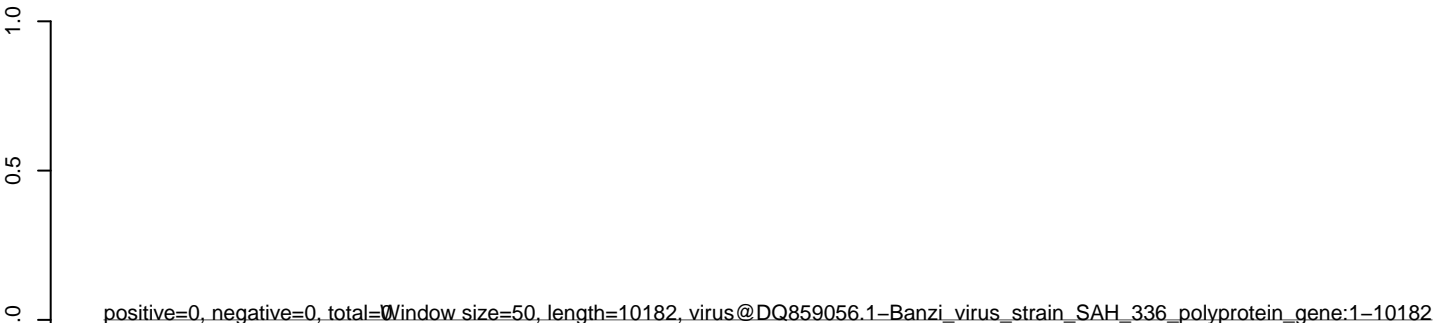 1.0
0.5
.0
positive=0, negative=0, total=0
Window size=50, length=10182, virus@DQ859056.1−Banzi_virus_strain_SAH_336_polyprotein_gene:1−10182